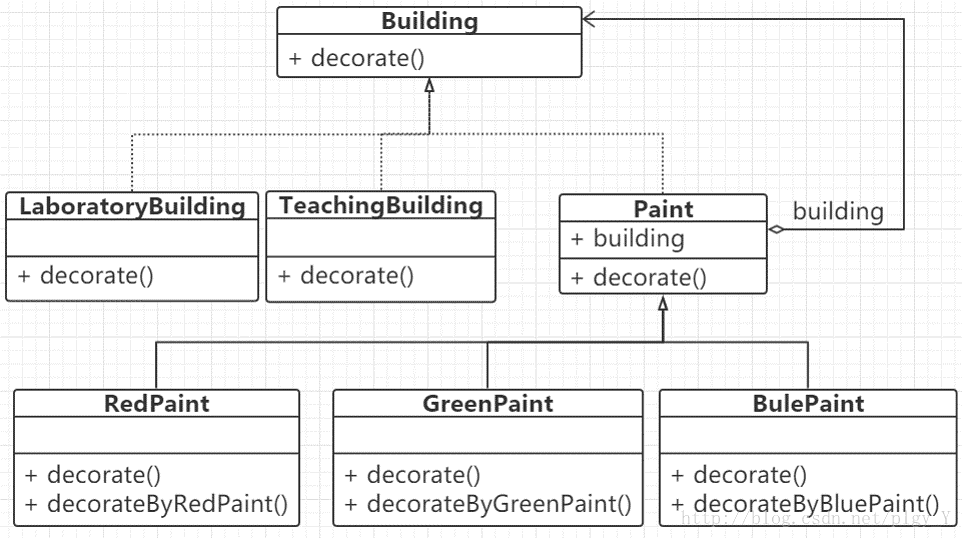 Building
+ decorate()
LaboratoryBuilding
+ decorate()
TeachingBuilding
+ decorate()
Paint
+ building
+ decorate()
building
RedPaint
+ decorate()
+ decorateByRedPaint()
GreenPaint
+ decorate()
+ decorateByGreenPaint()
BulePaint
+ decorate()
+ decorateByBluePaint()
http://blog.csdn.net/plgy_Y